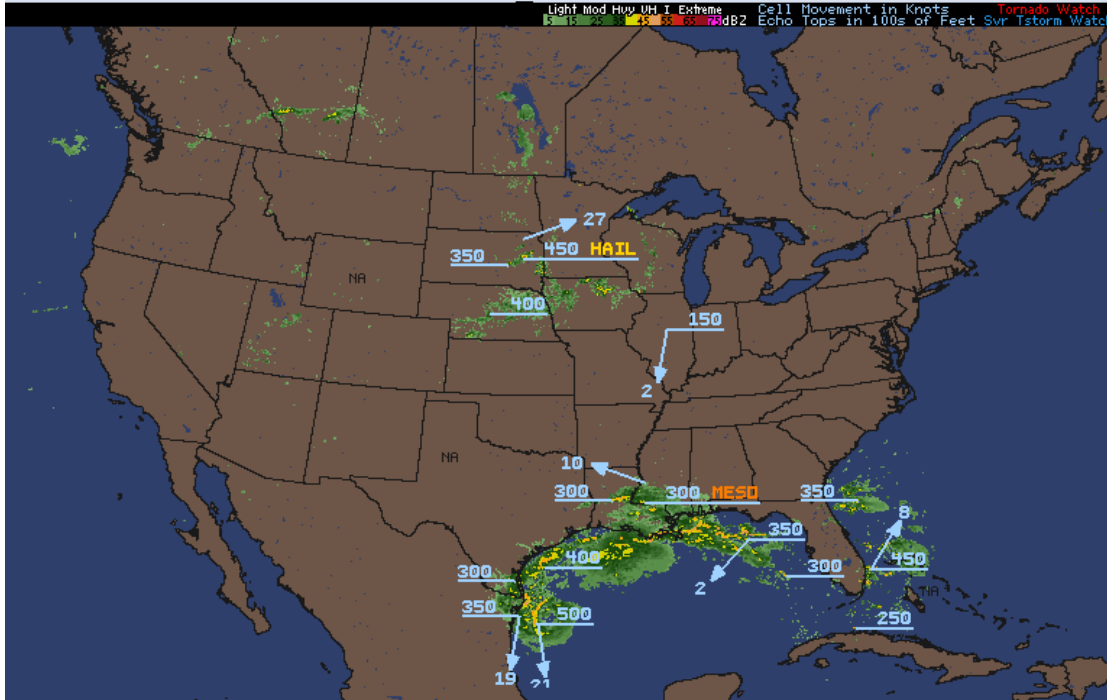 Light Mod Hvy VH I Extreme Cell Movement in Knots Tornado Watch
5 15 25 35 45 55 65 75 dBZ Echo Tops in 100s of Feet Svr Tstorm Watch
27
350 450 HAIL
NA
400
150
2
NA
10
300 300 MESO 350
8
350
400 300 450
300
2
NA
350 500 250
19 21